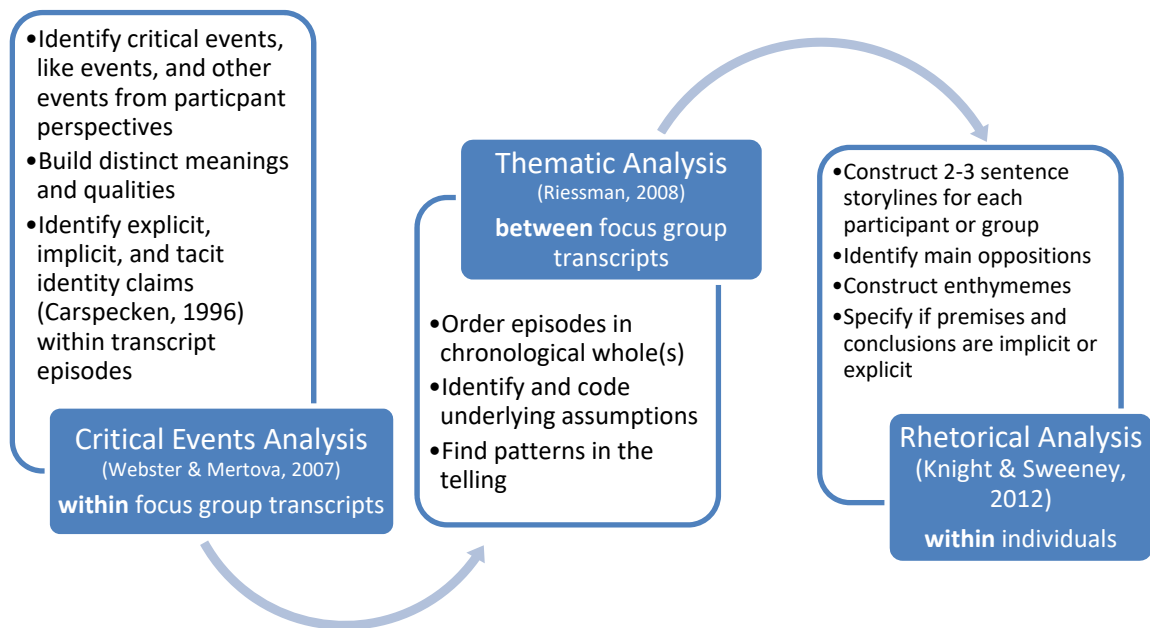 •Identify critical events,
like events, and other
events from particpant
perspectives
•Build distinct meanings
and qualities
•Identify explicit,
implicit, and tacit
identity claims
(Carspecken, 1996)
within transcript
episodes
Critical Events Analysis
(Webster & Mertova, 2007)
within focus group transcripts
Thematic Analysis
(Riessman, 2008)
between focus group
transcripts
•Order episodes in
chronological whole(s)
•Identify and code
underlying assumptions
•Find patterns in the
telling
•Construct 2-3 sentence
storylines for each
participant or group
•Identify main oppositions
•Construct enthymemes
•Specify if premises and
conclusions are implicit or
explicit
Rhetorical Analysis
(Knight & Sweeney,
2012)
within individuals